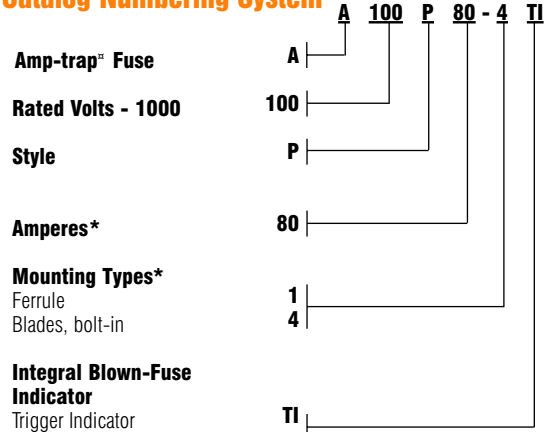 Catalog Numbering System
A 100 P 80 - 4 TI
Amp-trap¤ Fuse A
Rated Volts - 1000 100
Style P
Amperes* 80
Mounting Types*
Ferrule 1
Blades, bolt-in 4
Integral Blown-Fuse
Indicator
Trigger Indicator TI